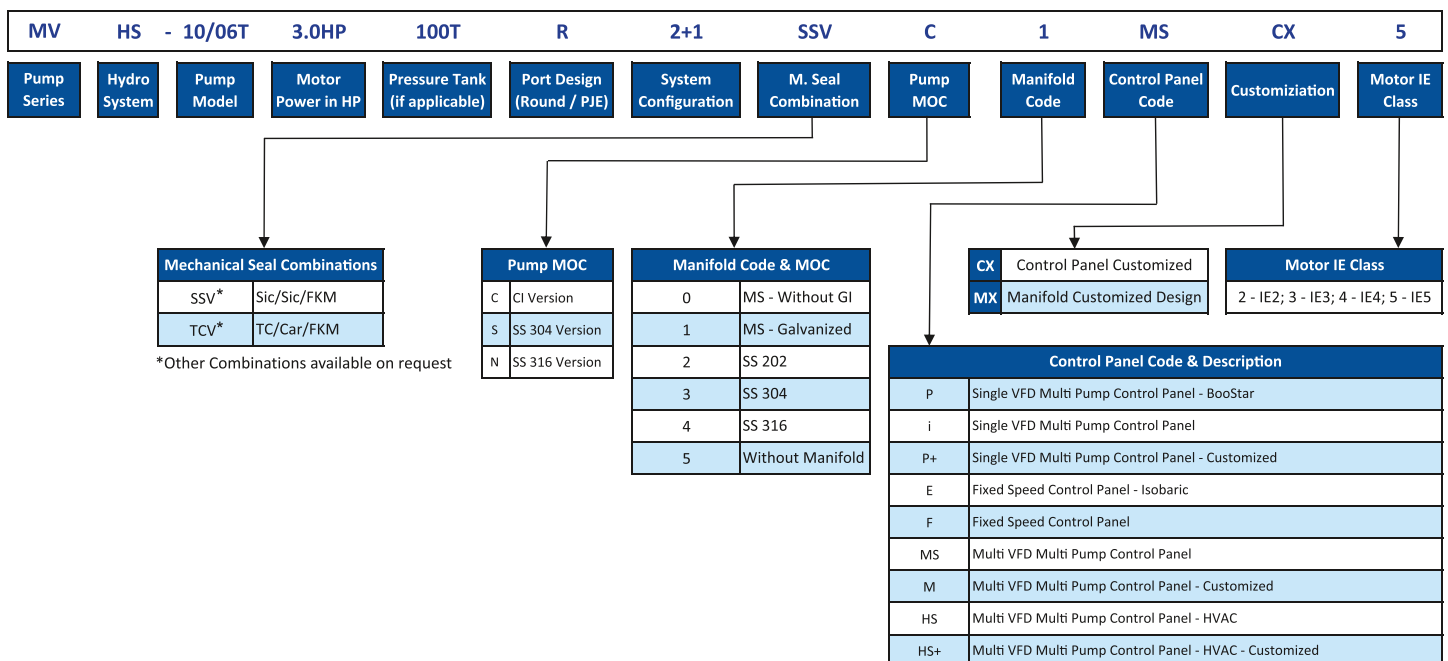 MV HS - 10/06T 3.0HP 100T R 2+1 SSV C 1 MS CX 5
Pump Series
Hydro System
Pump Model
Motor Power in HP
Pressure Tank (if applicable)
Port Design (Round / PJE)
System Configuration
M. Seal Combination
Pump MOC
Manifold Code
Control Panel Code
Customiziation
Motor IE Class
Mechanical Seal Combinations
SSV* Sic/Sic/FKM
TCV* TC/Car/FKM
*Other Combinations available on request
Pump MOC
C CI Version
S SS 304 Version
N SS 316 Version
Manifold Code & MOC
0 MS - Without GI
1 MS - Galvanized
2 SS 202
3 SS 304
4 SS 316
5 Without Manifold
CX Control Panel Customized
MX Manifold Customized Design
Motor IE Class
2 - IE2; 3 - IE3; 4 - IE4; 5 - IE5
Control Panel Code & Description
P Single VFD Multi Pump Control Panel - BooStar
i Single VFD Multi Pump Control Panel
P+ Single VFD Multi Pump Control Panel - Customized
E Fixed Speed Control Panel - Isobaric
F Fixed Speed Control Panel
MS Multi VFD Multi Pump Control Panel
M Multi VFD Multi Pump Control Panel - Customized
HS Multi VFD Multi Pump Control Panel - HVAC
HS+ Multi VFD Multi Pump Control Panel - HVAC - Customized